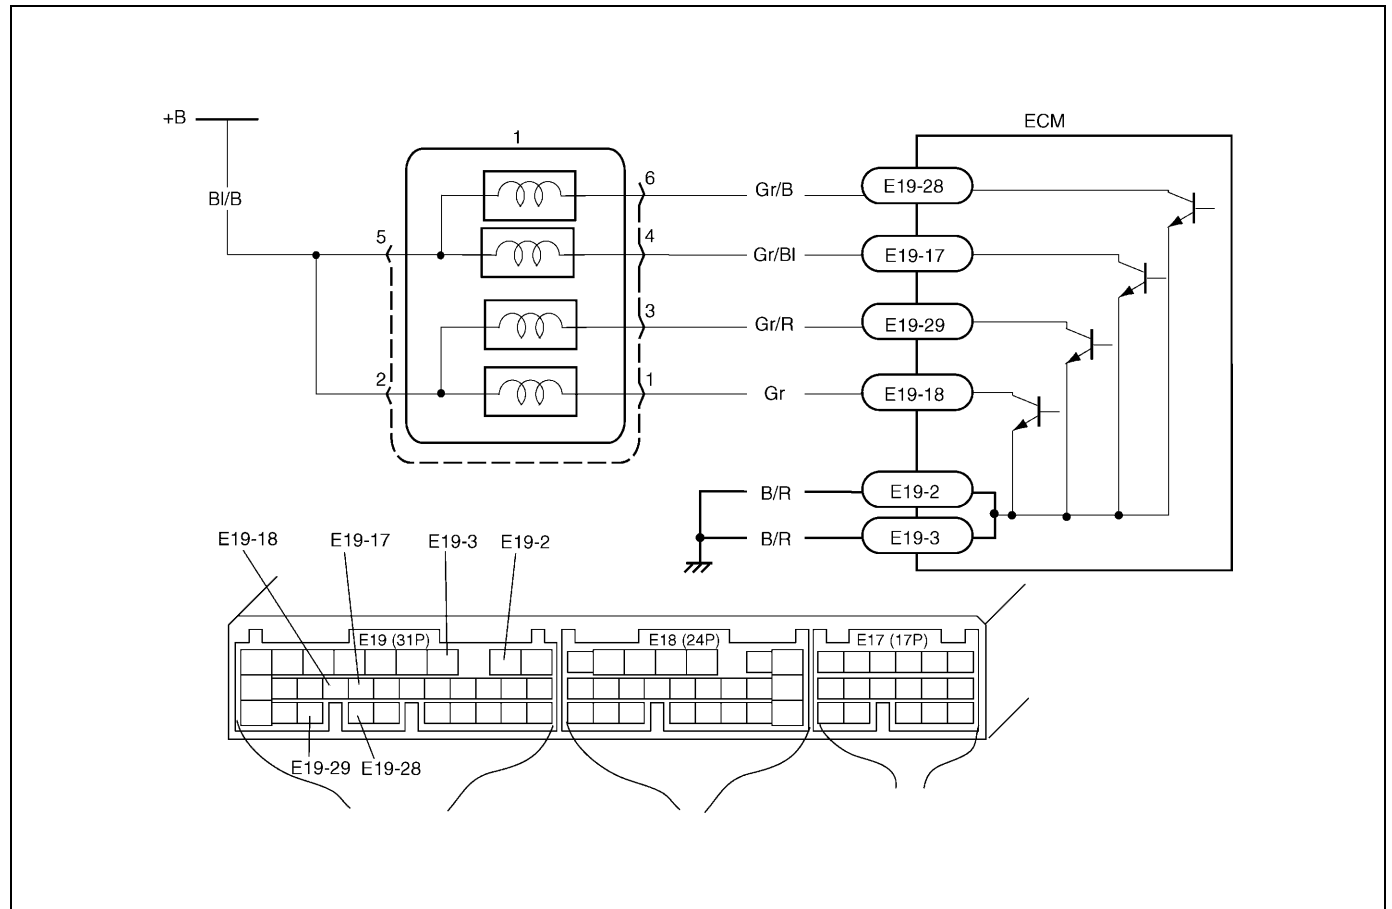 ECM
+B
1
6
Gr/B
E19-28
Bl/B
5
4
Gr/Bl
E19-17
3
Gr/R
E19-29
2
1
Gr
E19-18
B/R
E19-2
B/R
E19-3
E19-18
E19-17
E19-3
E19-2
E19 (31P)
E18 (24P)
E17 (17P)
E19-29
E19-28